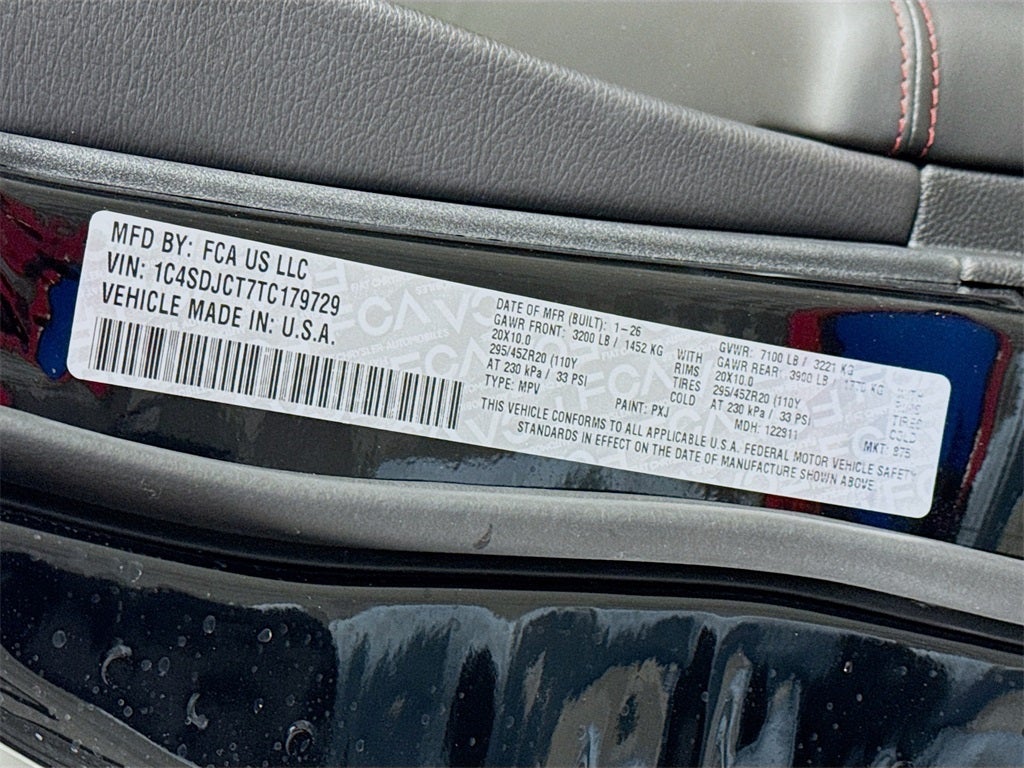 MFD BY: FCA US LLC
VIN: 1C4SDJCT7TC179729
VEHICLE MADE IN: U.S.A.
DATE OF MFR (BUILT): 1-26
GAWR FRONT: 3200 LB / 1452 KG
20X10.0
295/45ZR20 (110Y
AT 230 kPa / 33 PSI
TYPE: MPV
PAINT: PXJ
WITH
RIMS
TIRES
COLD
GVWR: 7100 LB / 3221 KG
GAWR REAR: 3900 LB / KG
20X10.0
295/45ZR20 (110Y
AT 230 kPa / 33 PSI
MDH: 122911
MKT: 875
THIS VEHICLE CONFORMS TO ALL APPLICABLE U.S.A. FEDERAL MOTOR VEHICLE SAFETY
STANDARDS IN EFFECT ON THE DATE OF MANUFACTURE SHOWN ABOVE.